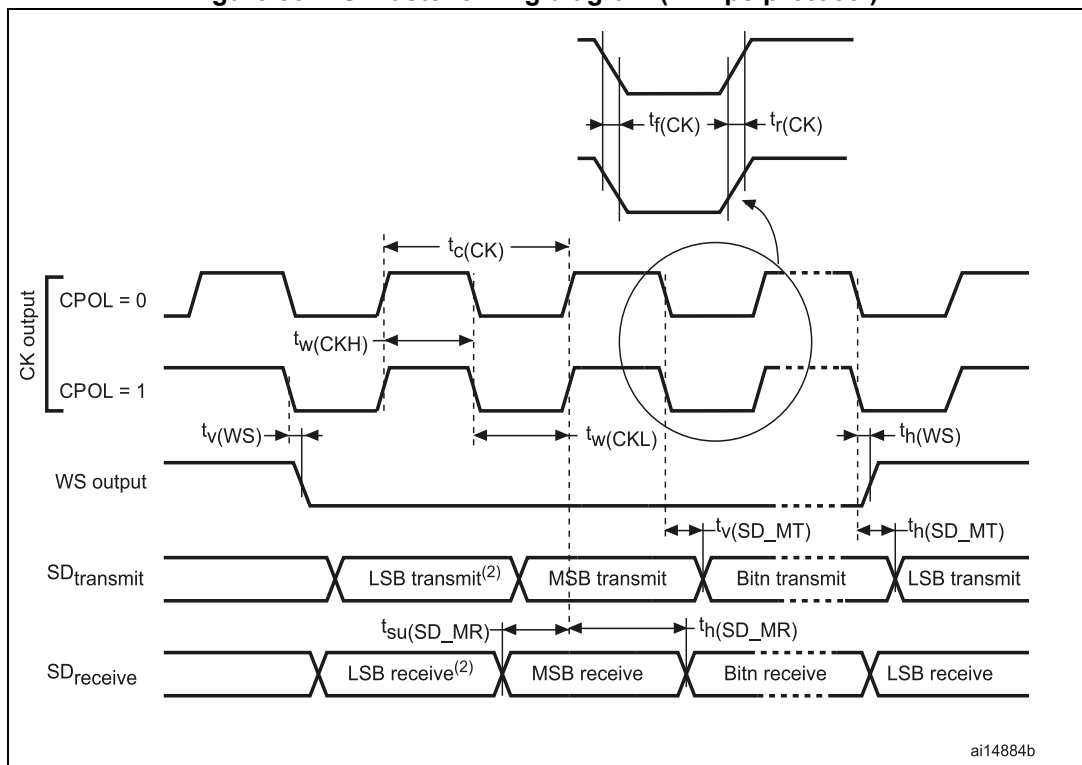 tf(CK)
tr(CK)
tc(CK)
CK output
CPOL = 0
tw(CKH)
CPOL = 1
tv(WS)
tw(CKL)
th(WS)
WS output
tv(SD_MT)
th(SD_MT)
SDtransmit
LSB transmit(2)
MSB transmit
Bitn transmit
LSB transmit
tsu(SD_MR)
th(SD_MR)
SDreceive
LSB receive(2)
MSB receive
Bitn receive
LSB receive
ai14884b